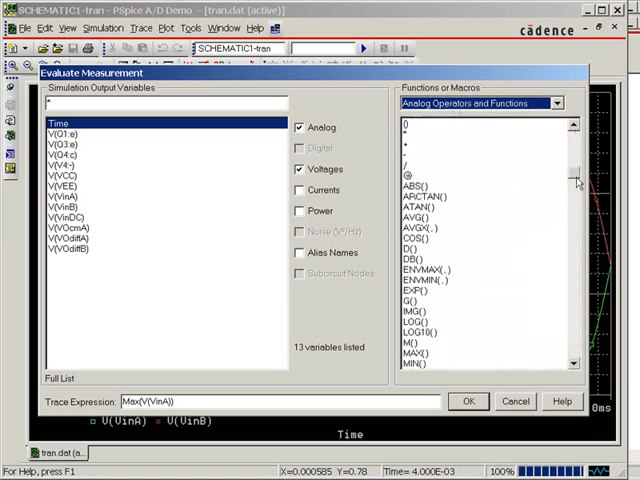 SCHEMATIC1-tran - PSpice A/D Demo - [tran.dat (active)]
File Edit View Simulation Trace Plot Tools Window Help
cādence
SCHEMATIC1-tran
Evaluate Measurement
Simulation Output Variables
*
Time
V(Q1:e)
V(Q3:e)
V(Q4:c)
V(V4:-)
V(VCC)
V(VEE)
V(VinA)
V(VinB)
V(VinDC)
V(VOcmA)
V(VOdiffA)
V(VOdiffB)
Full List
Analog
Digital
Voltages
Currents
Power
Noise (V²/Hz)
Alias Names
Subcircuit Nodes
13 variables listed
Functions or Macros
Analog Operators and Functions
()
*
+
-
/
@
ABS()
ARCTAN()
ATAN()
AVG()
AVGX(,)
COS()
D()
DB()
ENVMAX(,)
ENVMIN(,)
EXP()
G()
IMG()
LOG()
LOG10()
M()
MAX()
MIN()
Trace Expression: Max(V(VinA))
OK
Cancel
Help
V(VinA) V(VinB)
0ms
Time
tran.dat (a...
For Help, press F1
X=0.000585 Y=0.78
Time= 4.000E-03
100%